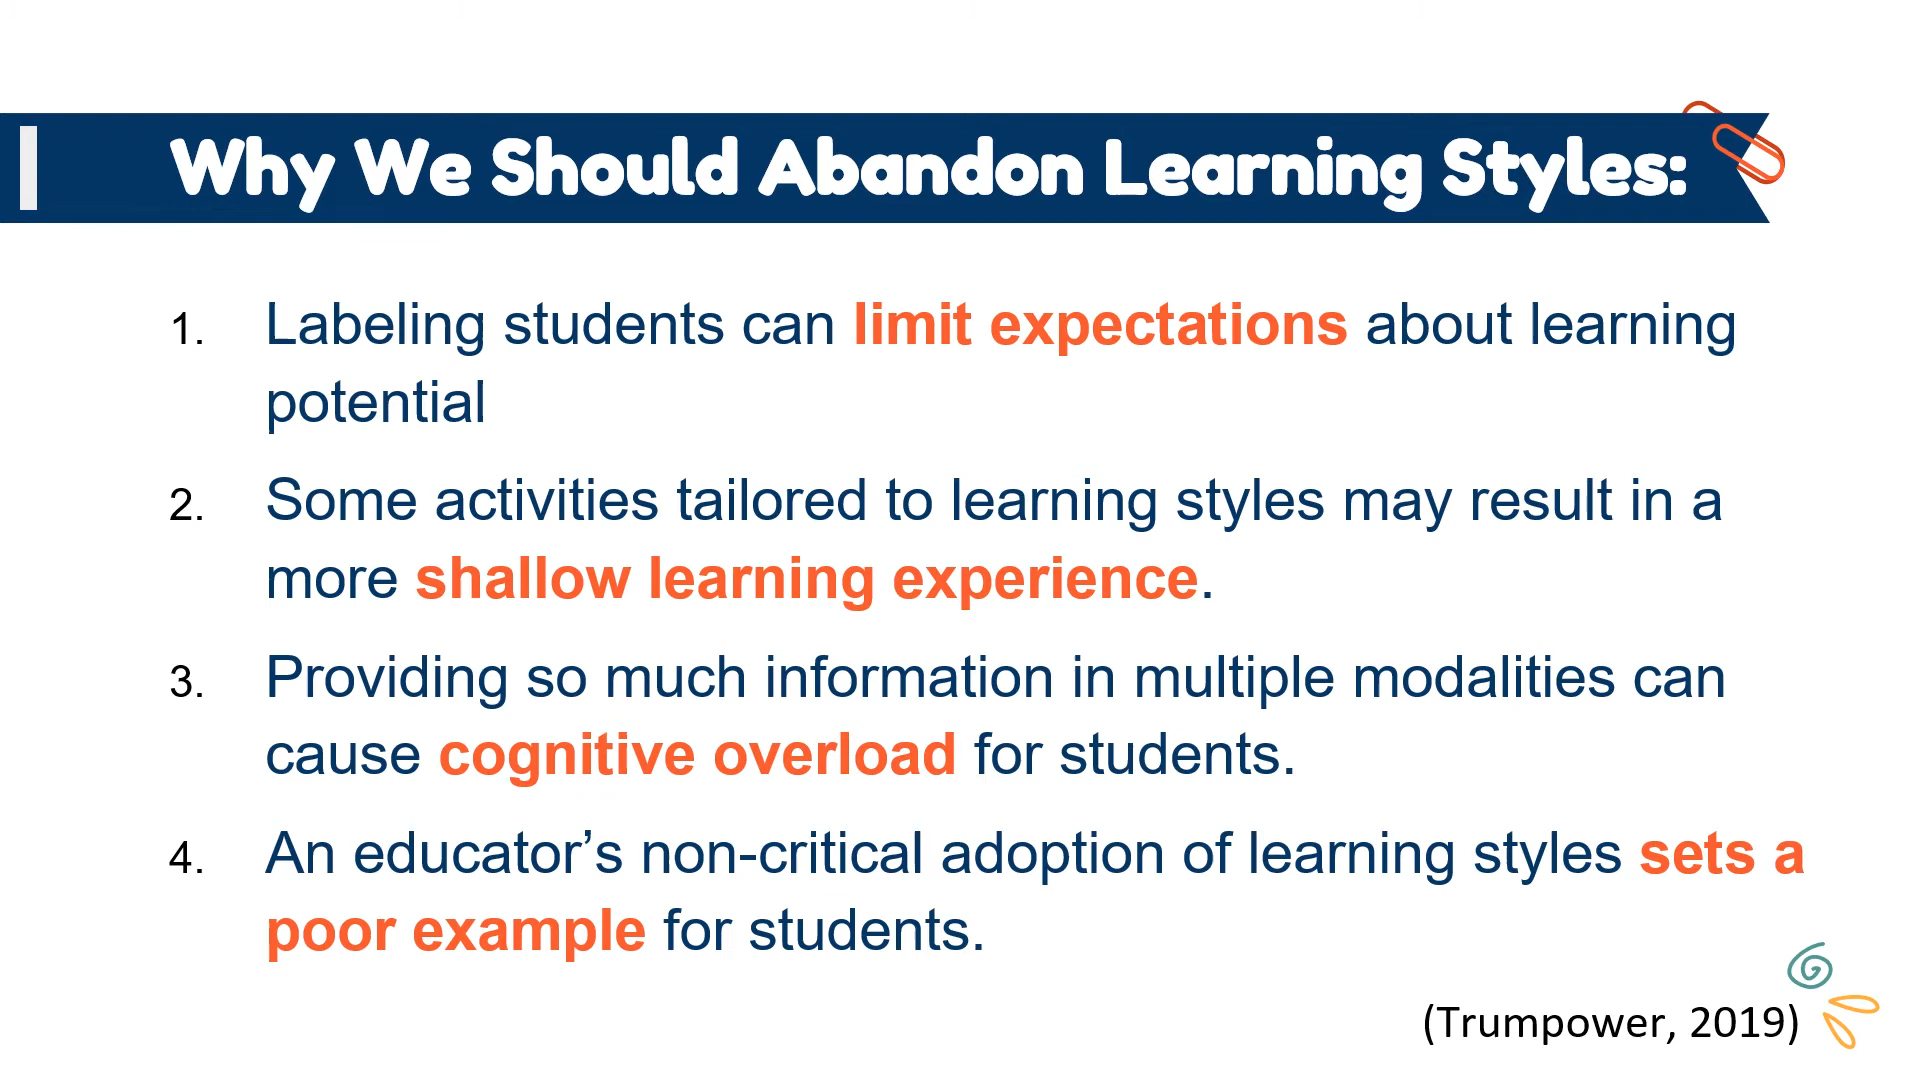 Why We Should Abandon Learning Styles:
1. Labeling students can limit expectations about learning
potential
2. Some activities tailored to learning styles may result in a
more shallow learning experience.
3. Providing so much information in multiple modalities can
cause cognitive overload for students.
4. An educator’s non-critical adoption of learning styles sets a
poor example for students.
(Trumpower, 2019)